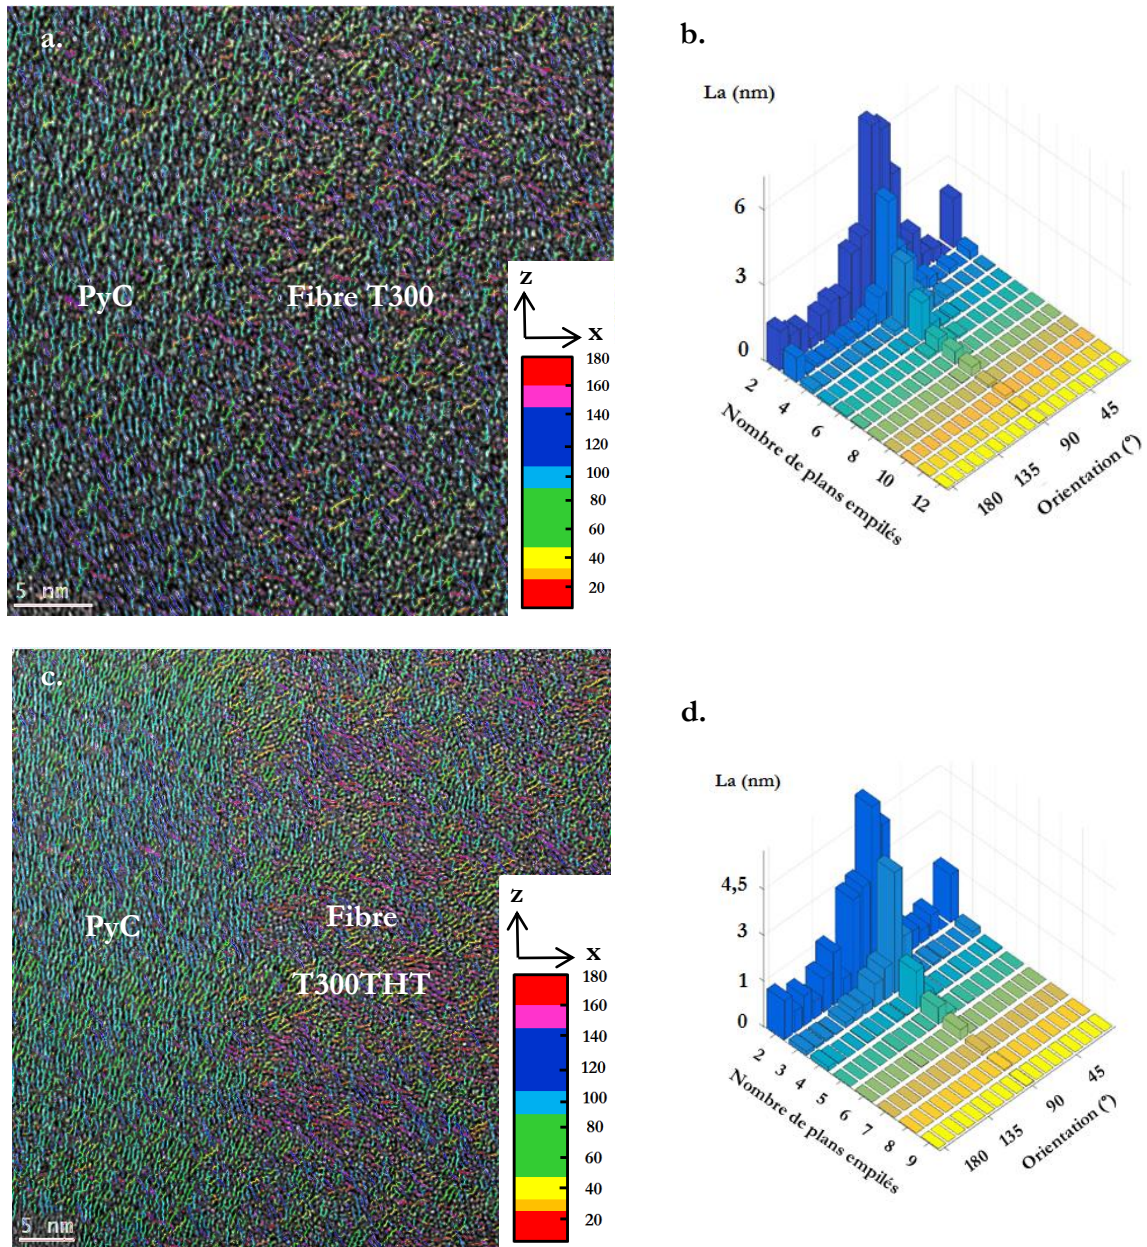 a.
PyC
Fibre T300
5 nm
z
x
180
160
140
120
100
80
60
40
20
b.
La (nm)
6
3
0
2
4
6
8
10
12
Nombre de plans empilés
180
135
90
45
Orientation (°)
c.
PyC
Fibre
T300THT
5 nm
z
x
180
160
140
120
100
80
60
40
20
d.
La (nm)
4,5
3
1
0
2
3
4
5
6
7
8
9
Nombre de plans empilés
180
135
90
45
Orientation (°)